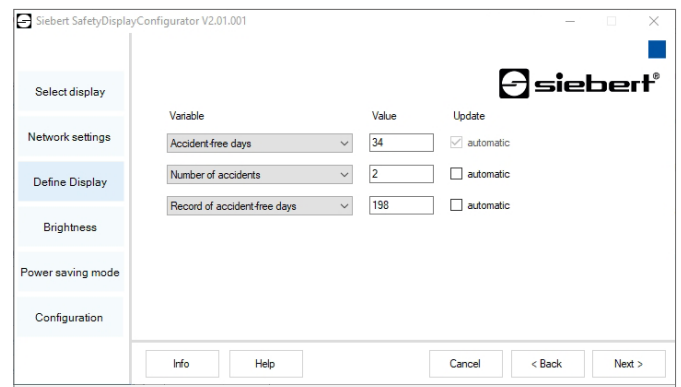 Siebert SafetyDisplayConfigurator V2.01.001
siebert®
Select display
Network settings
Define Display
Brightness
Power saving mode
Configuration
Variable Value Update
Accident-free days 34 automatic
Number of accidents 2 automatic
Record of accident-free days 198 automatic
Info Help Cancel < Back Next >